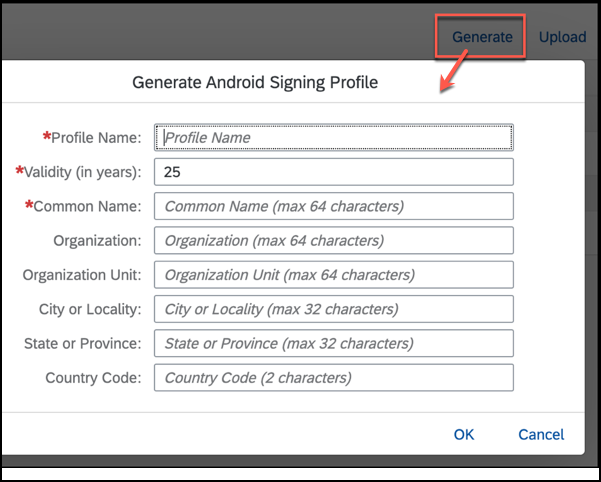 Generate Upload
Generate Android Signing Profile
*Profile Name: Profile Name
*Validity (in years): 25
*Common Name: Common Name (max 64 characters)
Organization: Organization (max 64 characters)
Organization Unit: Organization Unit (max 64 characters)
City or Locality: City or Locality (max 32 characters)
State or Province: State or Province (max 32 characters)
Country Code: Country Code (2 characters)
OK Cancel